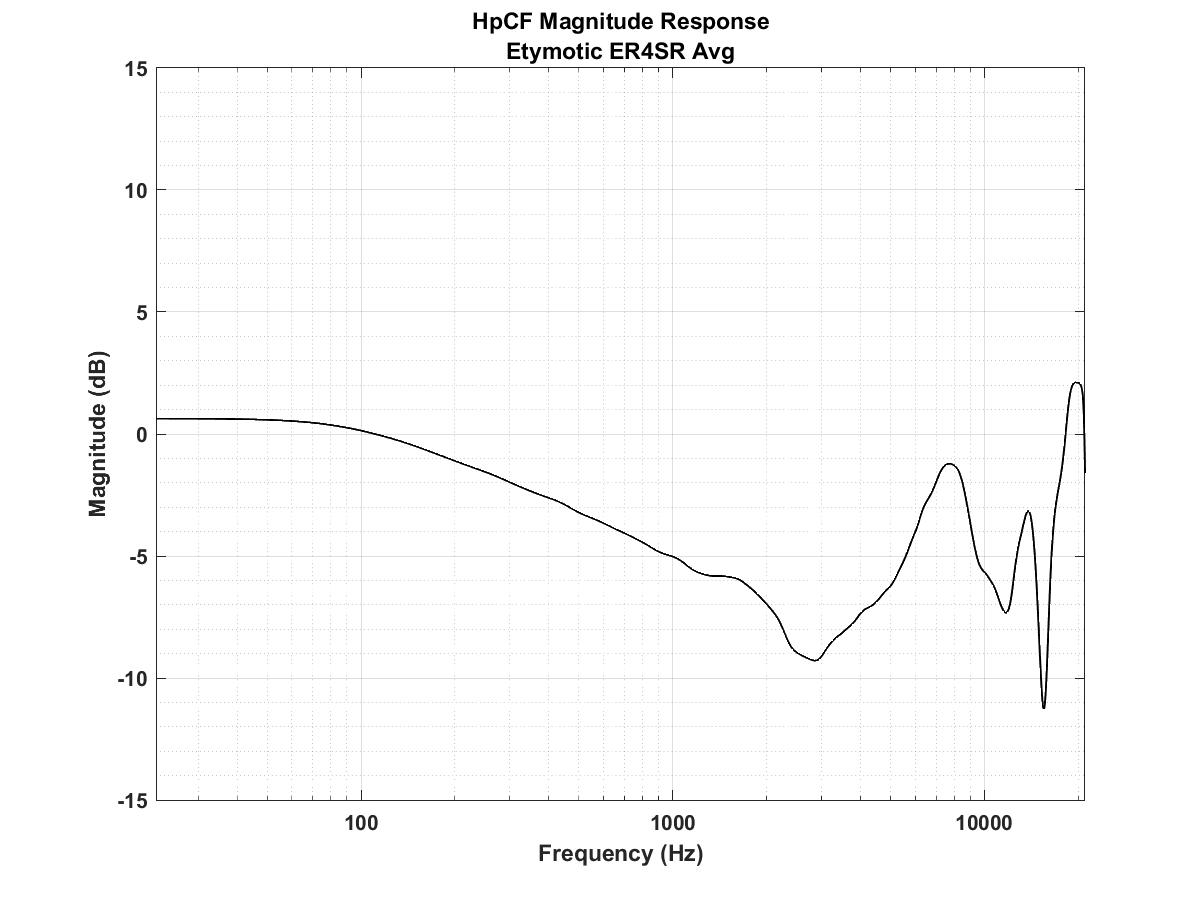 HpCF Magnitude Response
Etymotic ER4SR Avg
15
10
5
0
-5
-10
-15
Magnitude (dB)
100
1000
10000
Frequency (Hz)